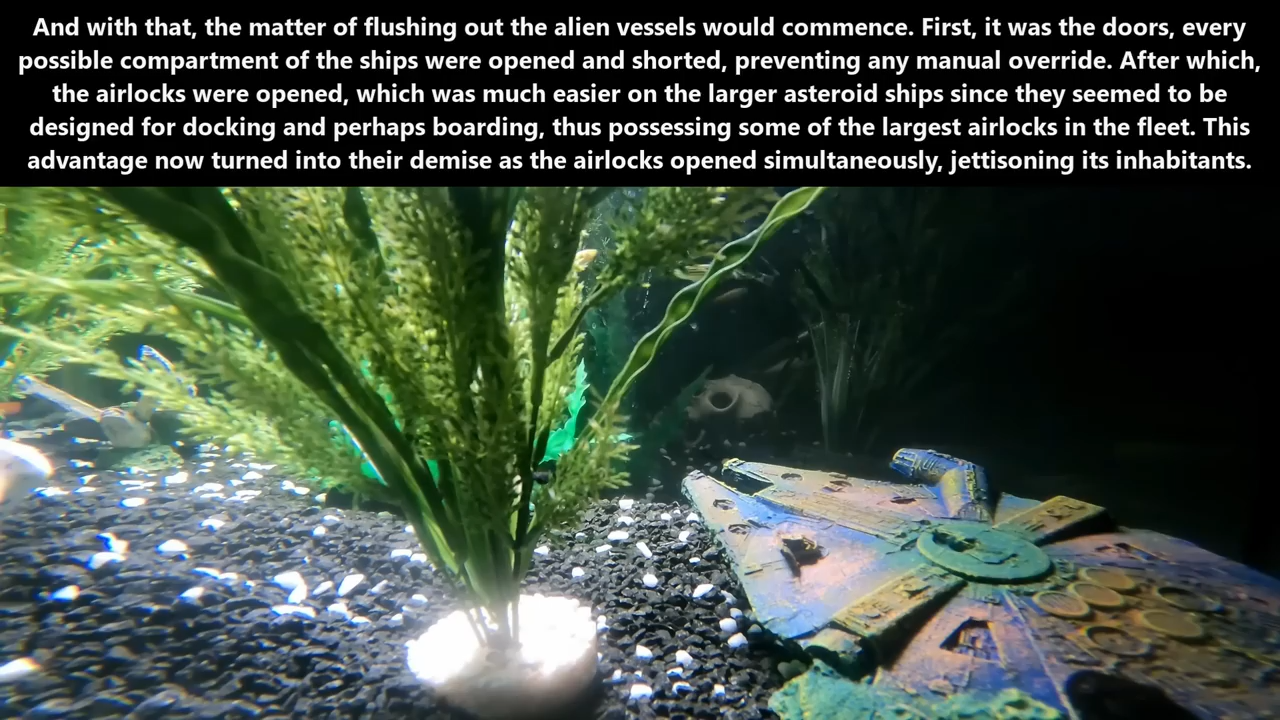 And with that, the matter of flushing out the alien vessels would commence. First, it was the doors, every
possible compartment of the ships were opened and shorted, preventing any manual override. After which,
the airlocks were opened, which was much easier on the larger asteroid ships since they seemed to be
designed for docking and perhaps boarding, thus possessing some of the largest airlocks in the fleet. This
advantage now turned into their demise as the airlocks opened simultaneously, jettisoning its inhabitants.